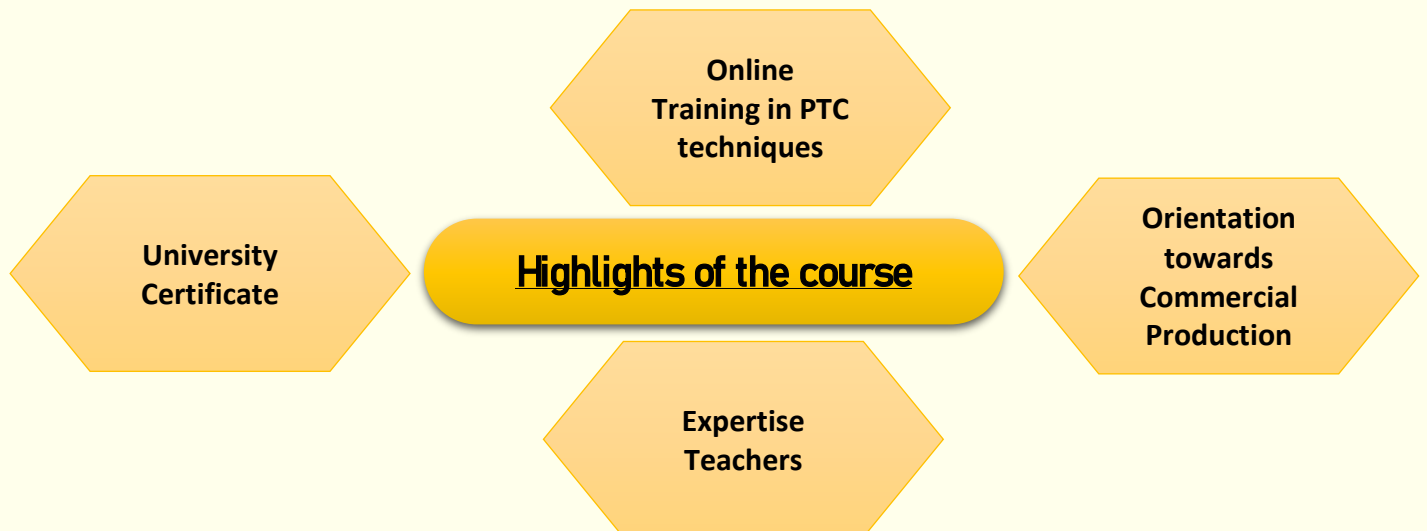 Online
Training in PTC
techniques
University
Certificate
Highlights of the course
Orientation
towards
Commercial
Production
Expertise
Teachers